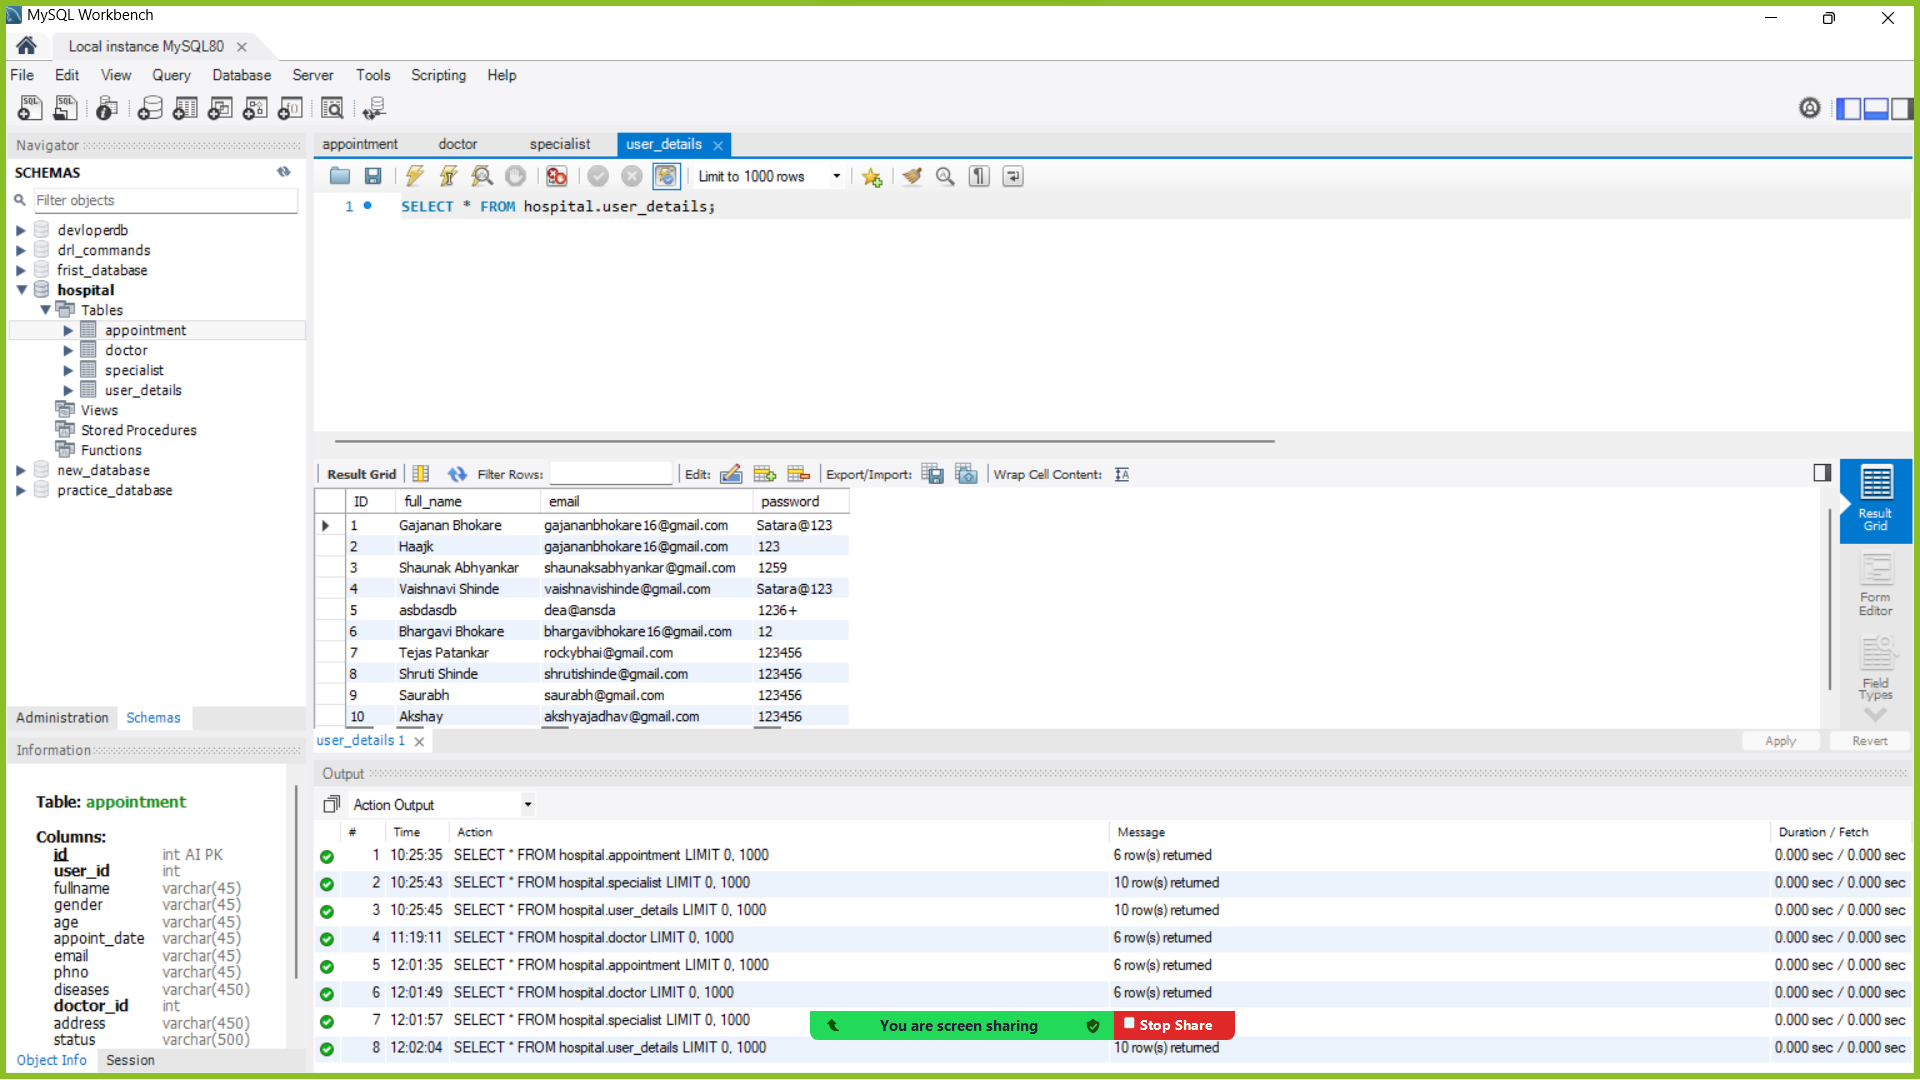 MySQL Workbench
Local instance MySQL80
File Edit View Query Database Server Tools Scripting Help
Navigator
SCHEMAS
Filter objects
devloperdb
drl_commands
frist_database
hospital
Tables
appointment
doctor
specialist
user_details
Views
Stored Procedures
Functions
new_database
practice_database
Administration Schemas
Information
Table: appointment
Columns:
id int AI PK
user_id int
fullname varchar(45)
gender varchar(45)
age varchar(45)
appoint_date varchar(45)
email varchar(45)
phno varchar(45)
diseases varchar(450)
doctor_id int
address varchar(450)
status varchar(500)
Object Info Session
appointment doctor specialist user_details
Limit to 1000 rows
1 SELECT * FROM hospital.user_details;
Result Grid Filter Rows: Edit: Export/Import: Wrap Cell Content:
ID full_name email password
1 Gajanan Bhokare gajananbhokare16@gmail.com Satara@123
2 Haajk gajananbhokare16@gmail.com 123
3 Shaunak Abhyankar shaunaksabhyankar@gmail.com 1259
4 Vaishnavi Shinde vaishnavishinde@gmail.com Satara@123
5 asbdasdb dea@ansda 1236+
6 Bhargavi Bhokare bhargavibhokare16@gmail.com 12
7 Tejas Patankar rockybhai@gmail.com 123456
8 Shruti Shinde shrutishinde@gmail.com 123456
9 Saurabh saurabh@gmail.com 123456
10 Akshay akshyajadhav@gmail.com 123456
Result
Grid
Form
Editor
Field
Types
user_details 1
Apply Revert
Output
Action Output
# Time Action Message Duration / Fetch
1 10:25:35 SELECT * FROM hospital.appointment LIMIT 0, 1000 6 row(s) returned 0.000 sec / 0.000 sec
2 10:25:43 SELECT * FROM hospital.specialist LIMIT 0, 1000 10 row(s) returned 0.000 sec / 0.000 sec
3 10:25:45 SELECT * FROM hospital.user_details LIMIT 0, 1000 10 row(s) returned 0.000 sec / 0.000 sec
4 11:19:11 SELECT * FROM hospital.doctor LIMIT 0, 1000 6 row(s) returned 0.000 sec / 0.000 sec
5 12:01:35 SELECT * FROM hospital.appointment LIMIT 0, 1000 6 row(s) returned 0.000 sec / 0.000 sec
6 12:01:49 SELECT * FROM hospital.doctor LIMIT 0, 1000 6 row(s) returned 0.000 sec / 0.000 sec
7 12:01:57 SELECT * FROM hospital.specialist LIMIT 0, 1000 0.000 sec / 0.000 sec
You are screen sharing Stop Share
8 12:02:04 SELECT * FROM hospital.user_details LIMIT 0, 1000 10 row(s) returned 0.000 sec / 0.000 sec